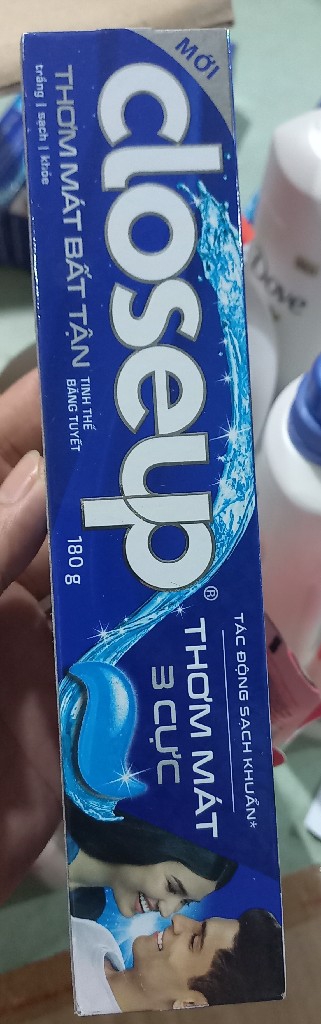 MỚI
closeup®
THƠM MÁT BẤT TẬN
trắng | sạch | khỏe
TINH THỂ
BĂNG TUYẾT
180 g
TÁC ĐỘNG SẠCH KHUẨN*
THƠM MÁT
3 CỰC
Dove